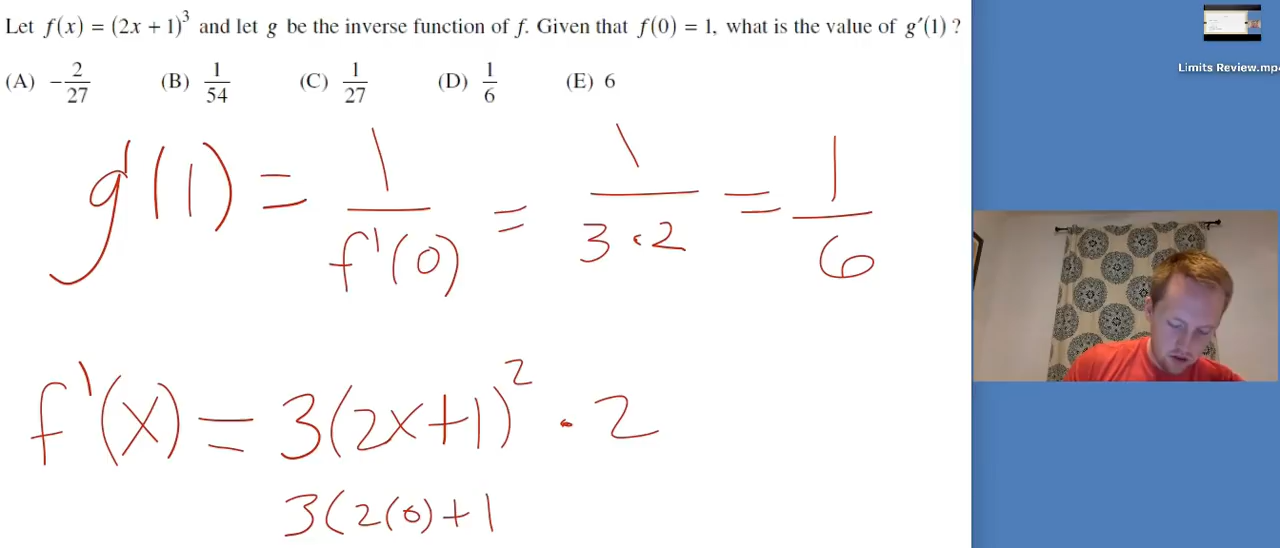 Let f(x) = (2x + 1)³ and let g be the inverse function of f. Given that f(0) = 1, what is the value of g′(1) ?
(A) −2/27 (B) 1/54 (C) 1/27 (D) 1/6 (E) 6
Limits Review.mp
g'(1) = 1/f'(0) = 1/3·2 = 1/6
f'(x) = 3(2x+1)² · 2
3(2(0)+1